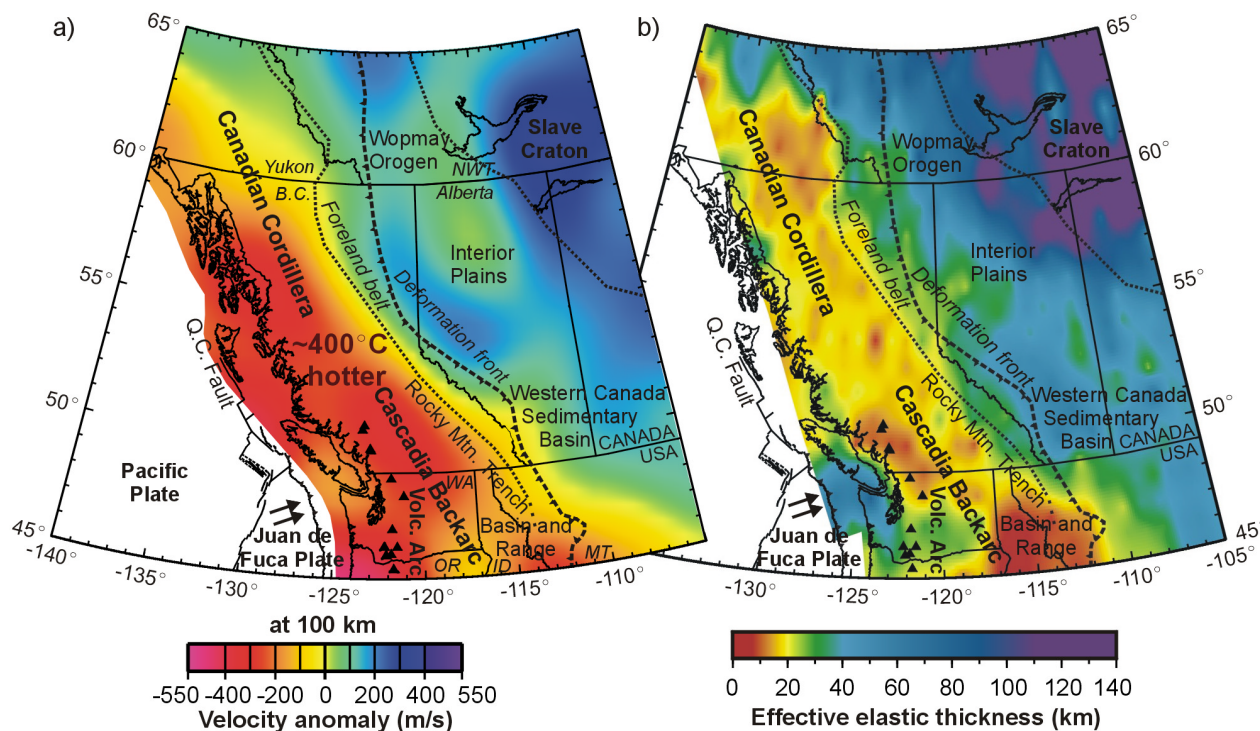 a)
65°
60°
55°
50°
45°
-140°
-135°
-130°
-125°
-120°
-115°
-110°
Canadian Cordillera
Yukon
B.C.
Wopmay
Orogen
NWT
Alberta
Slave
Craton
Foreland belt
Interior
Plains
Deformation front
~400°C
hotter
Q.C. Fault
Rocky Mtn. Trench
Cascadia Backarc
Western Canada
Sedimentary
Basin
CANADA
USA
Pacific
Plate
Juan de
Fuca Plate
WA
Volc. Arc
Basin and
Range
OR
ID
MT
at 100 km
-550 -400 -200 0 200 400 550
Velocity anomaly (m/s)
b)
65°
60°
55°
50°
45°
-130°
-125°
-120°
-115°
-110°
-105°
Canadian Cordillera
Wopmay
Orogen
Slave
Craton
Foreland belt
Interior
Plains
Deformation front
Q.C. Fault
Rocky Mtn. Trench
Cascadia Backarc
Western Canada
Sedimentary
Basin
CANADA
USA
Juan de
Fuca Plate
Volc. Arc
Basin and
Range
0 20 40 60 80 100 120 140
Effective elastic thickness (km)